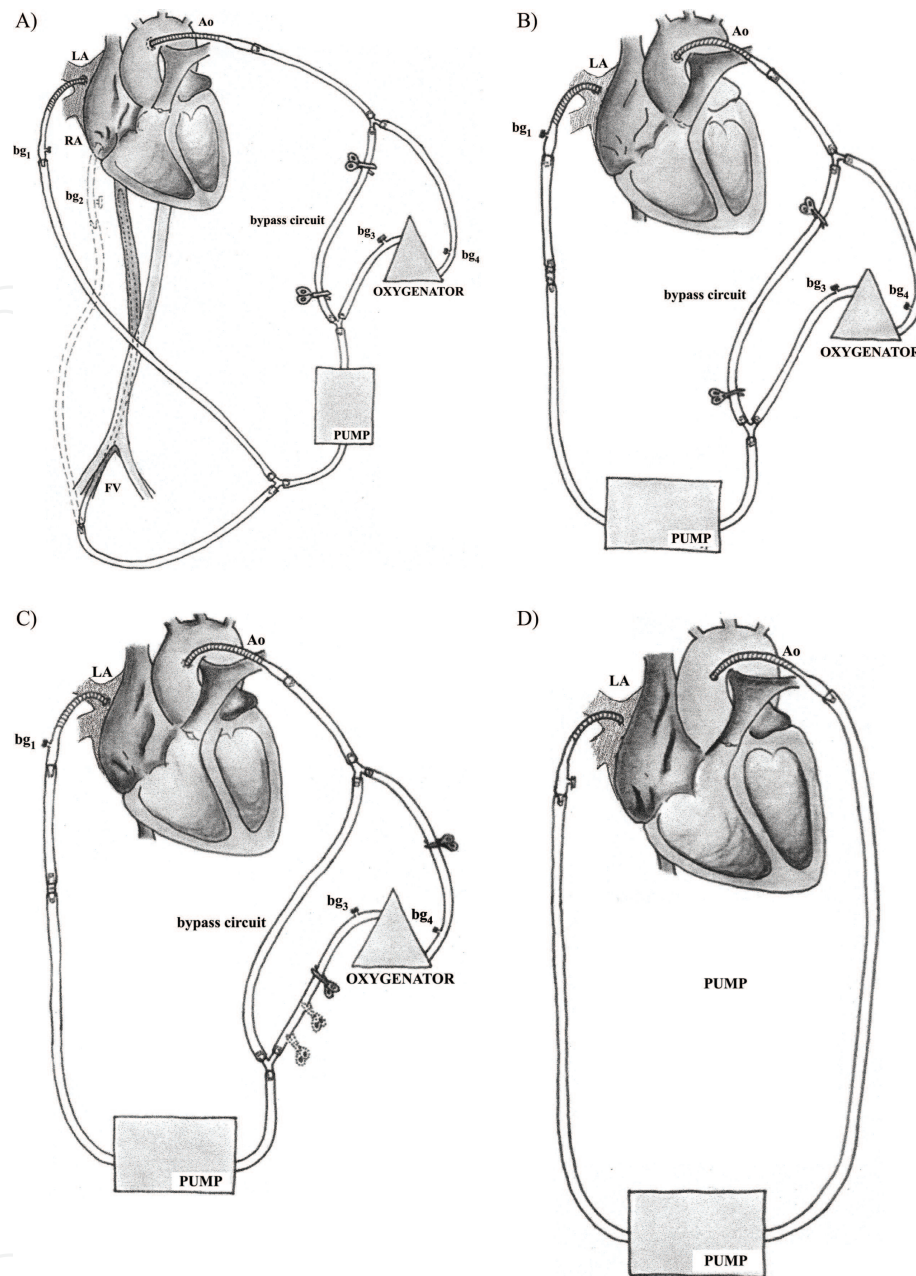 A)
Ao
LA
bg1
RA
bg2
bypass circuit
bg3
bg4
OXYGENATOR
PUMP
FV
B)
Ao
LA
bg1
bypass circuit
bg3
bg4
OXYGENATOR
PUMP
C)
Ao
LA
bg1
bypass circuit
bg3
bg4
OXYGENATOR
PUMP
D)
Ao
LA
PUMP
PUMP